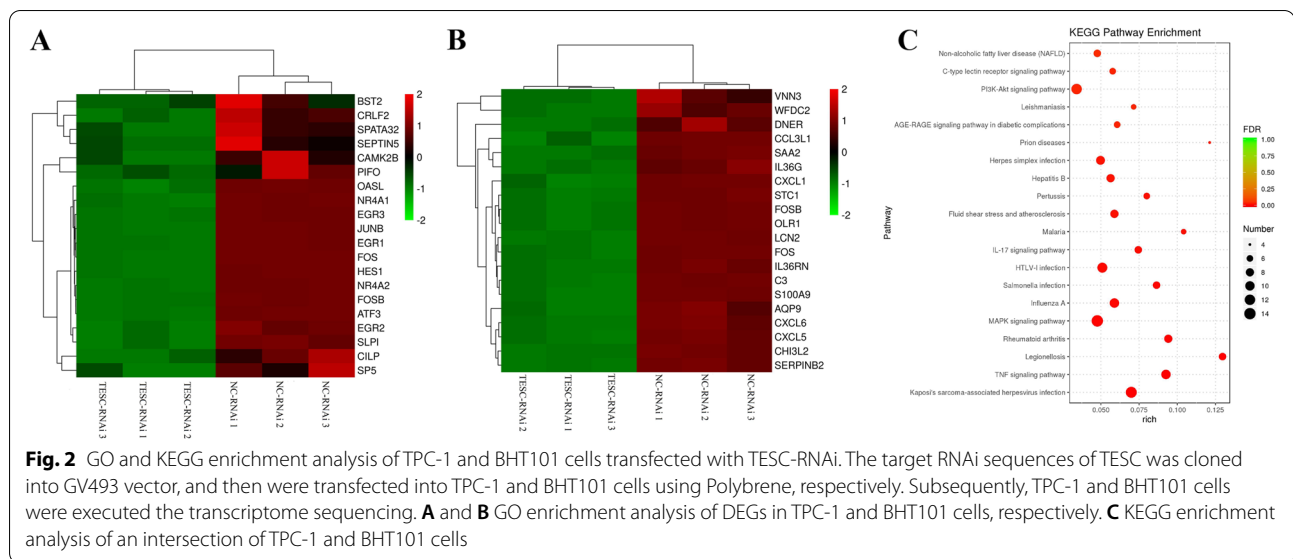 A
BST2
CRLF2
SPATA32
SEPTIN5
CAMK2B
PIFO
OASL
NR4A1
EGR3
JUNB
EGR1
FOS
HES1
NR4A2
FOSB
ATF3
EGR2
SLPI
CILP
SP5
2
1
0
-1
-2
TESC-RNAi 3
TESC-RNAi 1
TESC-RNAi 2
NC-RNAi 1
NC-RNAi 2
NC-RNAi 3
B
VNN3
WFDC2
DNER
CCL3L1
SAA2
IL36G
CXCL1
STC1
FOSB
OLR1
LCN2
FOS
IL36RN
C3
S100A9
AQP9
CXCL6
CXCL5
CHI3L2
SERPINB2
2
1
0
-1
-2
TESC-RNAi 2
TESC-RNAi 1
TESC-RNAi 3
NC-RNAi 1
NC-RNAi 2
NC-RNAi 3
C
KEGG Pathway Enrichment
Pathway
Non-alcoholic fatty liver disease (NAFLD)
C-type lectin receptor signaling pathway
PI3K-Akt signaling pathway
Leishmaniasis
AGE-RAGE signaling pathway in diabetic complications
Prion diseases
Herpes simplex infection
Hepatitis B
Pertussis
Fluid shear stress and atherosclerosis
Malaria
IL-17 signaling pathway
HTLV-I infection
Salmonella infection
Influenza A
MAPK signaling pathway
Rheumatoid arthritis
Legionellosis
TNF signaling pathway
Kaposi's sarcoma-associated herpesvirus infection
0.050 0.075 0.100 0.125
rich
FDR
1.00
0.75
0.50
0.25
0.00
Number
4
6
8
10
12
14
Fig. 2 GO and KEGG enrichment analysis of TPC-1 and BHT101 cells transfected with TESC-RNAi. The target RNAi sequences of TESC was cloned
into GV493 vector, and then were transfected into TPC-1 and BHT101 cells using Polybrene, respectively. Subsequently, TPC-1 and BHT101 cells
were executed the transcriptome sequencing. A and B GO enrichment analysis of DEGs in TPC-1 and BHT101 cells, respectively. C KEGG enrichment
analysis of an intersection of TPC-1 and BHT101 cells